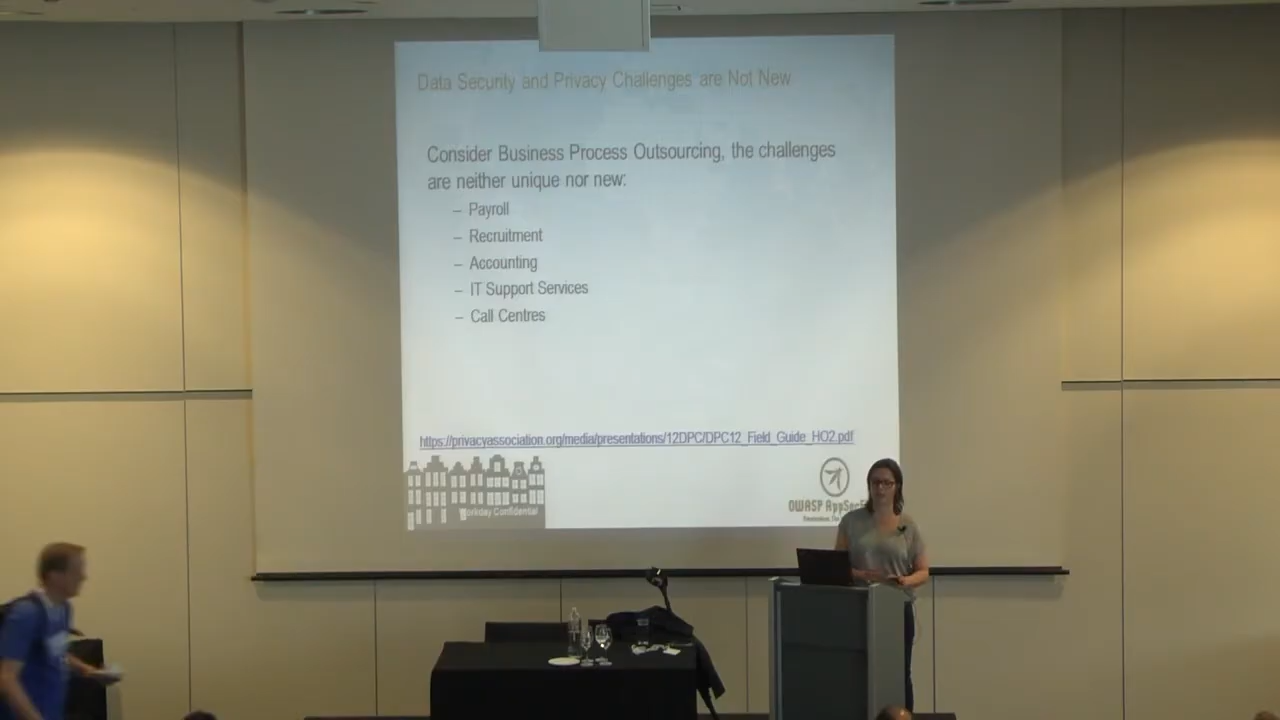 Data Security and Privacy Challenges are Not New
Consider Business Process Outsourcing, the challenges
are neither unique nor new:
– Payroll
– Recruitment
– Accounting
– IT Support Services
– Call Centres
https://privacyassociation.org/media/presentations/12DPC/DPC12_Field_Guide_HO2.pdf
Workday Confidential
OWASP AppSec